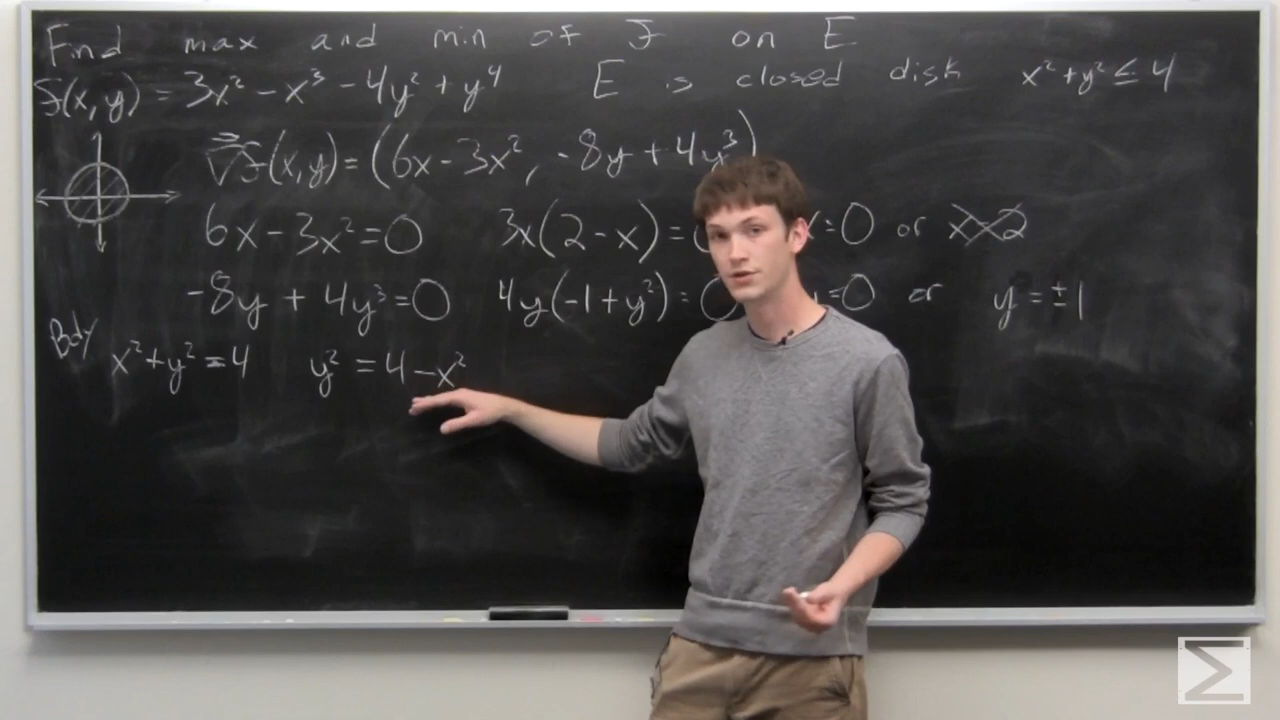 Find max and min of f on E
f(x,y) = 3x² - x³ - 4y² + y⁴ E is closed disk x² + y² ≤ 4
∇f(x,y) = (6x - 3x², -8y + 4y³)
6x - 3x² = 0 3x(2 - x) = 0 x = 0 or x = 2
-8y + 4y³ = 0 4y(-1 + y²) = 0 y = 0 or y = ±1
Bdy x² + y² = 4 y² = 4 - x²
Σ